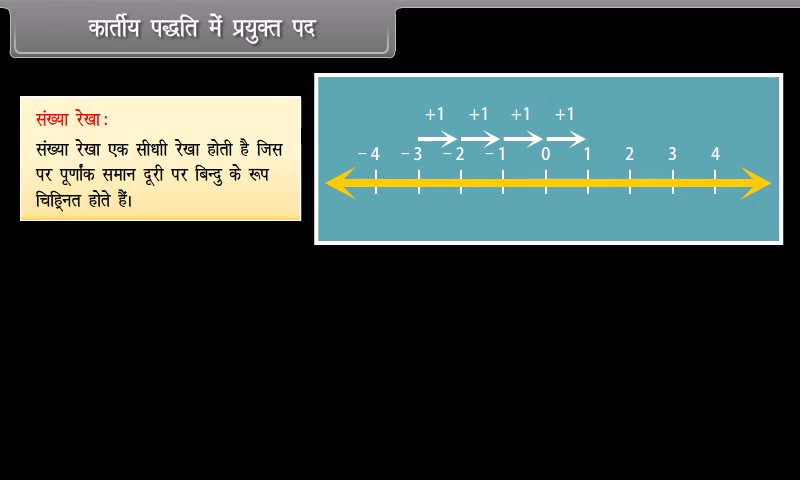 कार्तीय पद्धति में प्रयुक्त पद
संख्या रेखा :
संख्या रेखा एक सीधाी रेखा होती है जिस
पर पूर्णांक समान दूरी पर बिन्दु के रूप
चिह्नित होते हैं।
+1 +1 +1 +1
– 4 – 3 – 2 – 1 0 1 2 3 4